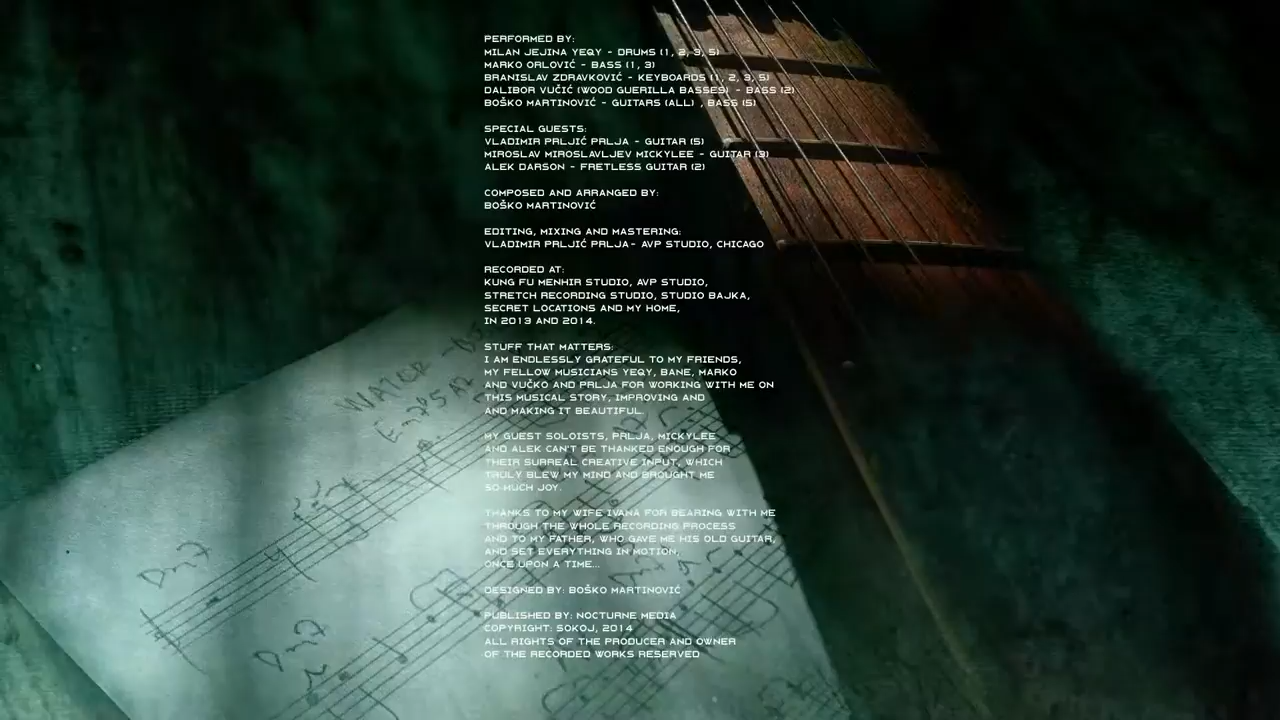 PERFORMED BY:
MILAN JEJINA YEQY - DRUMS (1, 2, 3, 5)
MARKO ORLOVIĆ - BASS (1, 3)
BRANISLAV ZDRAVKOVIĆ - KEYBOARDS (1, 2, 3, 5)
DALIBOR VUČIĆ (WOOD GUERILLA BASSES) - BASS (2)
BOŠKO MARTINOVIĆ - GUITARS (ALL) , BASS (5)
SPECIAL GUESTS:
VLADIMIR PRLJIĆ PRLJA - GUITAR (5)
MIROSLAV MIROSLAVLJEV MICKYLEE - GUITAR (3)
ALEK DARSON - FRETLESS GUITAR (2)
COMPOSED AND ARRANGED BY:
BOŠKO MARTINOVIĆ
EDITING, MIXING AND MASTERING:
VLADIMIR PRLJIĆ PRLJA- AVP STUDIO, CHICAGO
RECORDED AT:
KUNG FU MENHIR STUDIO, AVP STUDIO,
STRETCH RECORDING STUDIO, STUDIO BAJKA,
SECRET LOCATIONS AND MY HOME,
IN 2013 AND 2014.
STUFF THAT MATTERS:
I AM ENDLESSLY GRATEFUL TO MY FRIENDS,
MY FELLOW MUSICIANS YEQY, BANE, MARKO
AND VUČKO AND PRLJA FOR WORKING WITH ME ON
THIS MUSICAL STORY, IMPROVING AND
AND MAKING IT BEAUTIFUL.
MY GUEST SOLOISTS, PRLJA, MICKYLEE
AND ALEK CAN'T BE THANKED ENOUGH FOR
THEIR SURREAL CREATIVE INPUT, WHICH
TRULY BLEW MY MIND AND BROUGHT ME
SO MUCH JOY.
THANKS TO MY WIFE IVANA FOR BEARING WITH ME
THROUGH THE WHOLE RECORDING PROCESS
AND TO MY FATHER, WHO GAVE ME HIS OLD GUITAR,
AND SET EVERYTHING IN MOTION,
ONCE UPON A TIME...
DESIGNED BY: BOŠKO MARTINOVIĆ
PUBLISHED BY: NOCTURNE MEDIA
COPYRIGHT: SOKOJ, 2014
ALL RIGHTS OF THE PRODUCER AND OWNER
OF THE RECORDED WORKS RESERVED
WATER
Dm7
Dm7